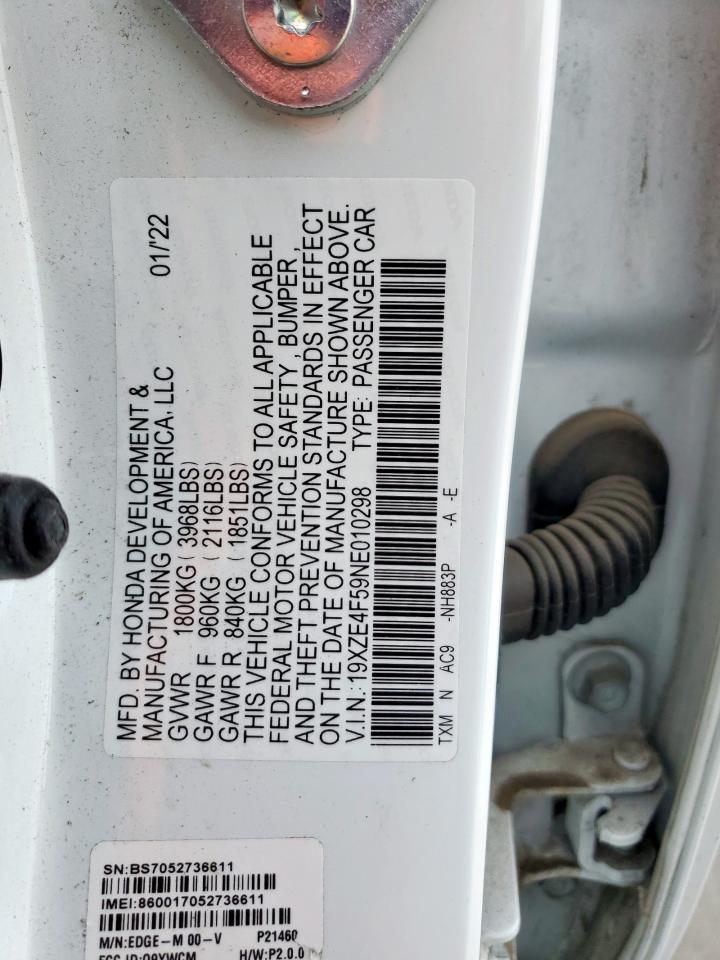 MFD. BY HONDA DEVELOPMENT &
MANUFACTURING OF AMERICA, LLC 01/'22
GVWR 1800KG ( 3968LBS)
GAWR F 960KG ( 2116LBS)
GAWR R 840KG ( 1851LBS)
THIS VEHICLE CONFORMS TO ALL APPLICABLE
FEDERAL MOTOR VEHICLE SAFETY, BUMPER,
AND THEFT PREVENTION STANDARDS IN EFFECT
ON THE DATE OF MANUFACTURE SHOWN ABOVE.
V.I.N.: 19XZE4F59NE010298 TYPE: PASSENGER CAR
TXM N AC9 -NH883P -A -E
SN:BS7052736611
IMEI:860017052736611
M/N:EDGE-M 00-V P21460
FCC ID:Q9YWCM H/W:P2.0.0